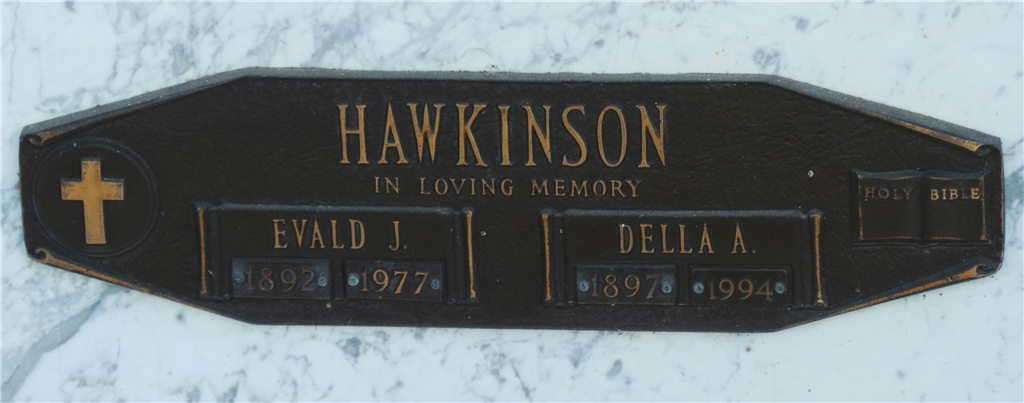 HAWKINSON
IN LOVING MEMORY
HOLY BIBLE
EVALD J.
1892 1977
DELLA A.
1897 1994